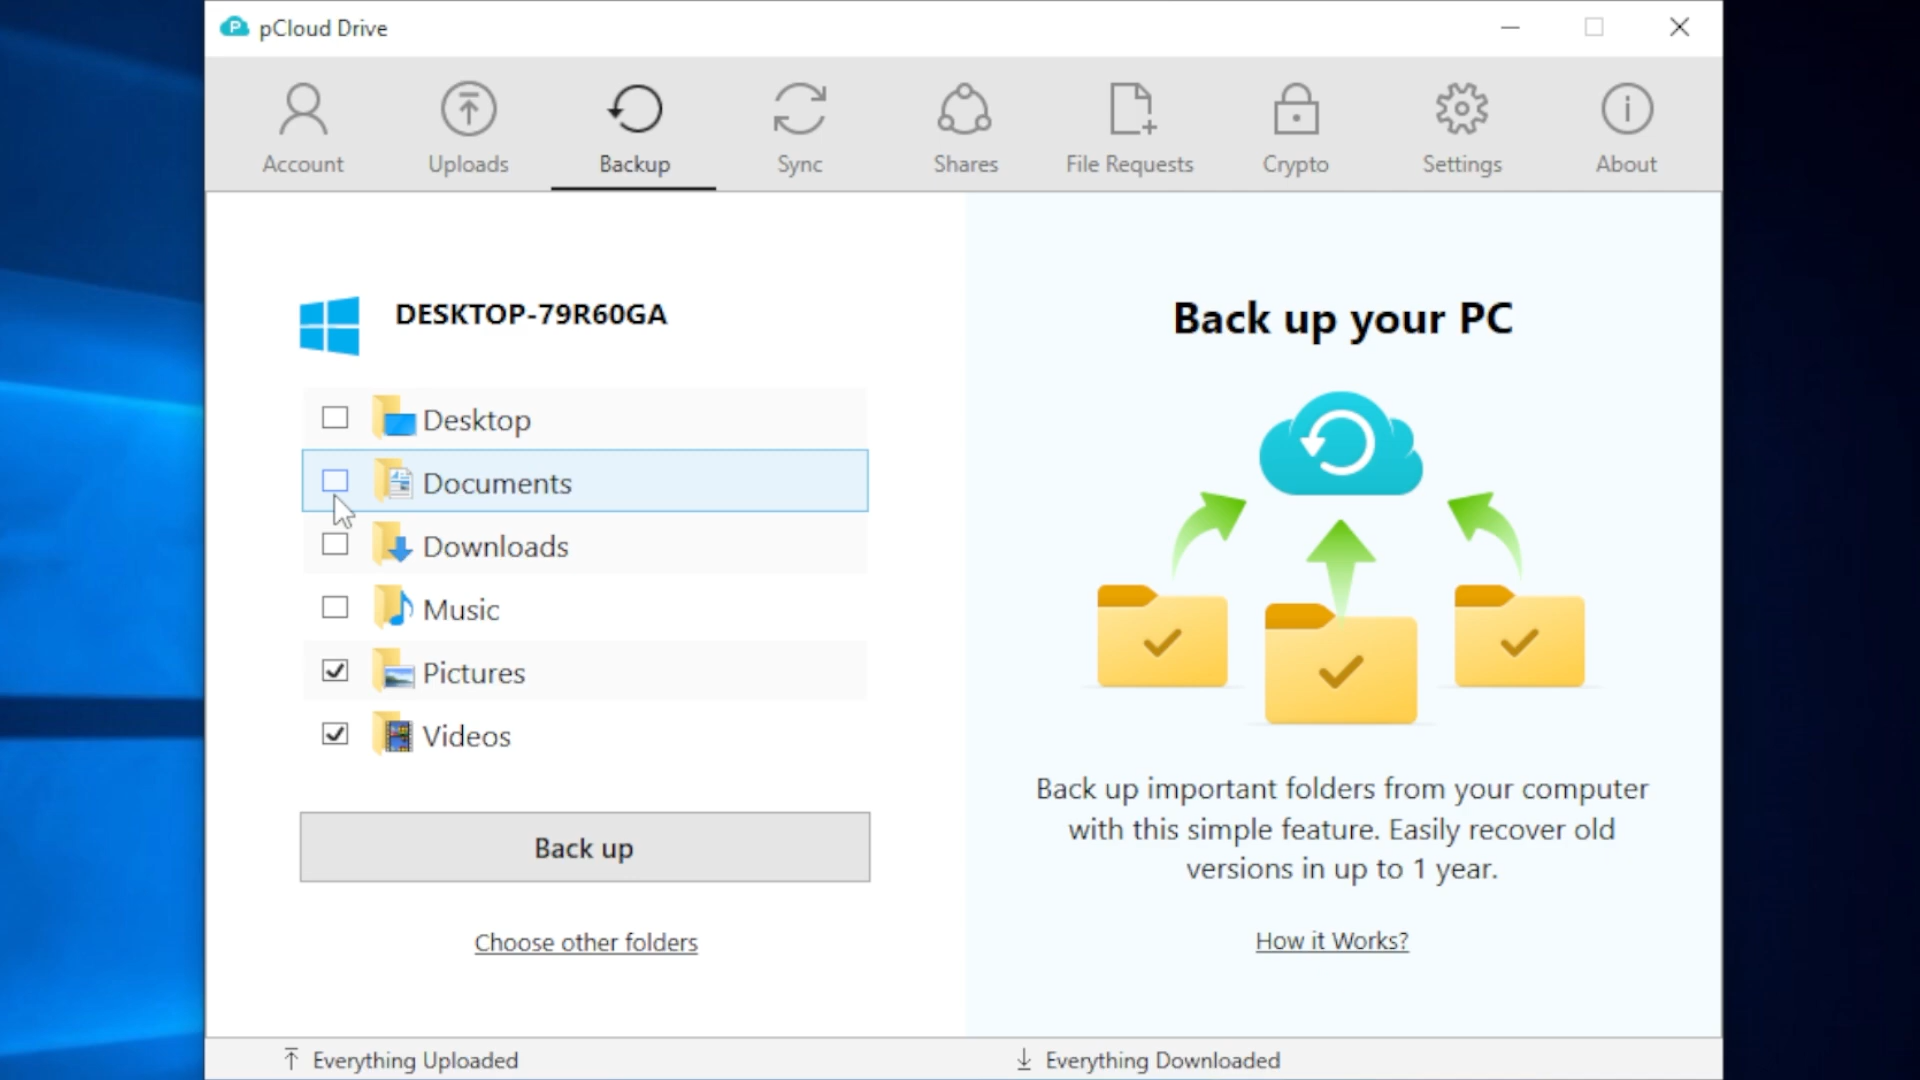 pCloud Drive
Account
Uploads
Backup
Sync
Shares
File Requests
Crypto
Settings
About
DESKTOP-79R60GA
Desktop
Documents
Downloads
Music
Pictures
Videos
Back up
Choose other folders
Back up your PC
Back up important folders from your computer
with this simple feature. Easily recover old
versions in up to 1 year.
How it Works?
Everything Uploaded
Everything Downloaded